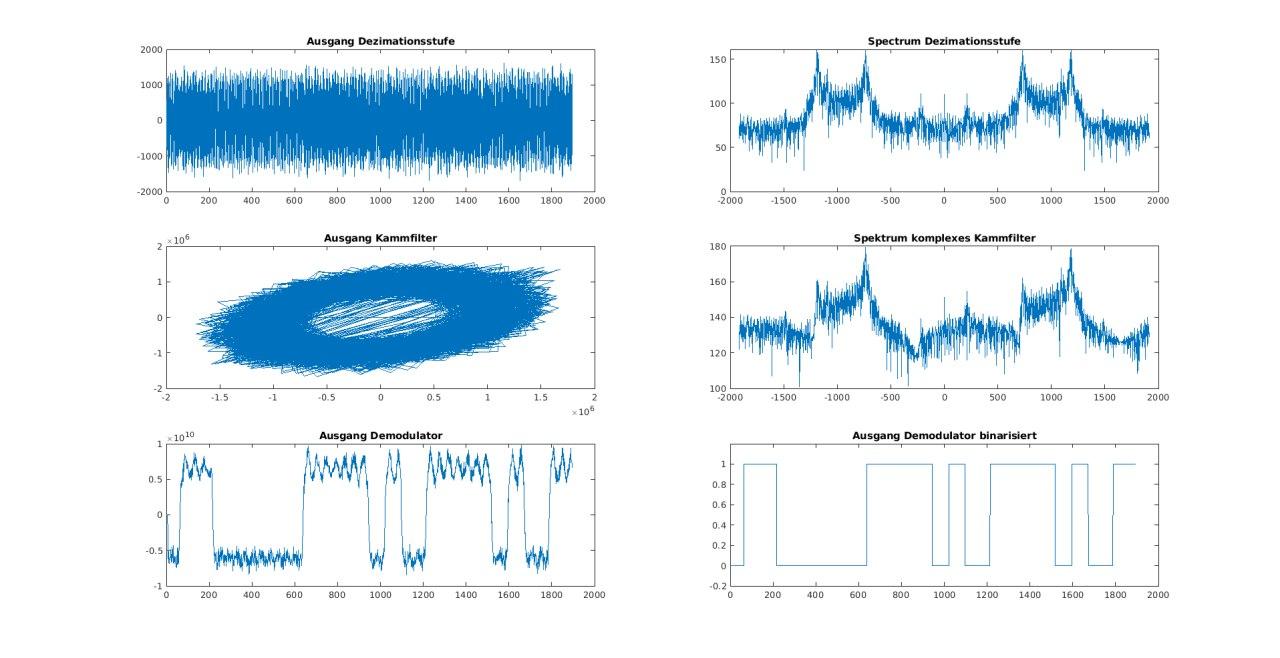 Ausgang Dezimationsstufe
2000
1000
0
-1000
-2000
0 200 400 600 800 1000 1200 1400 1600 1800 2000
Spectrum Dezimationsstufe
150
100
50
0
-2000 -1500 -1000 -500 0 500 1000 1500 2000
Ausgang Kammfilter
×10^6
2
1
0
-1
-2
-2 -1.5 -1 -0.5 0 0.5 1 1.5 2
×10^6
Spektrum komplexes Kammfilter
180
160
140
120
100
-2000 -1500 -1000 -500 0 500 1000 1500 2000
Ausgang Demodulator
×10^10
1
0.5
0
-0.5
-1
0 200 400 600 800 1000 1200 1400 1600 1800 2000
Ausgang Demodulator binarisiert
1
0.8
0.6
0.4
0.2
0
-0.2
0 200 400 600 800 1000 1200 1400 1600 1800 2000